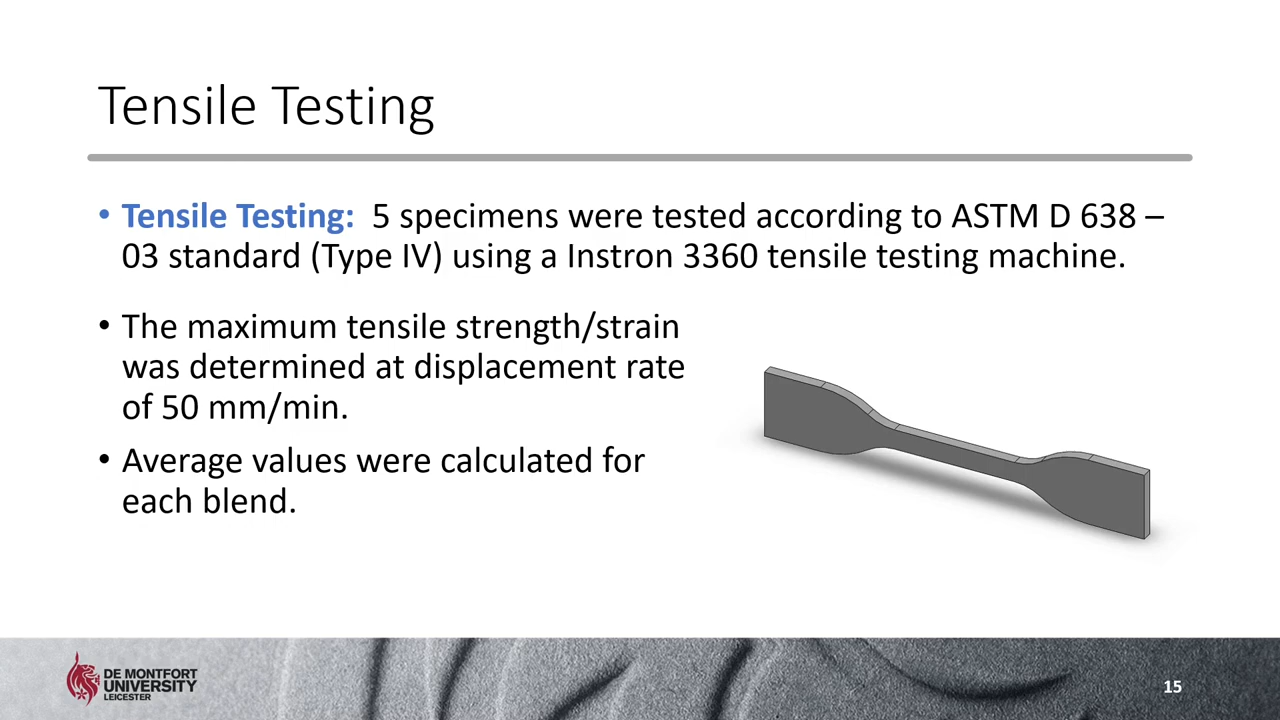 Tensile Testing
• Tensile Testing: 5 specimens were tested according to ASTM D 638 –
03 standard (Type IV) using a Instron 3360 tensile testing machine.
• The maximum tensile strength/strain
was determined at displacement rate
of 50 mm/min.
• Average values were calculated for
each blend.
DE MONTFORT
UNIVERSITY
LEICESTER
15